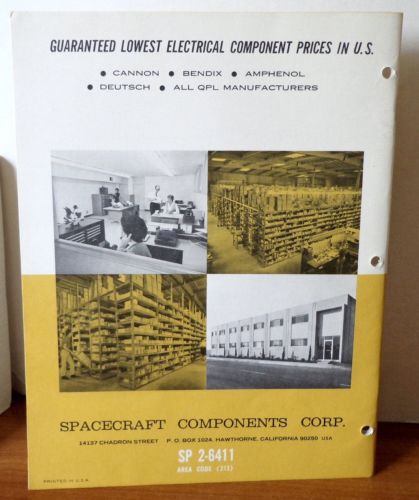 GUARANTEED LOWEST ELECTRICAL COMPONENT PRICES IN U.S.
• CANNON • BENDIX • AMPHENOL
• DEUTSCH • ALL QPL MANUFACTURERS
SPACECRAFT COMPONENTS CORP.
14137 CHADRON STREET P. O. BOX 1024, HAWTHORNE, CALIFORNIA 90250 USA
SP 2-6411
AREA CODE (213)
PRINTED IN U.S.A.